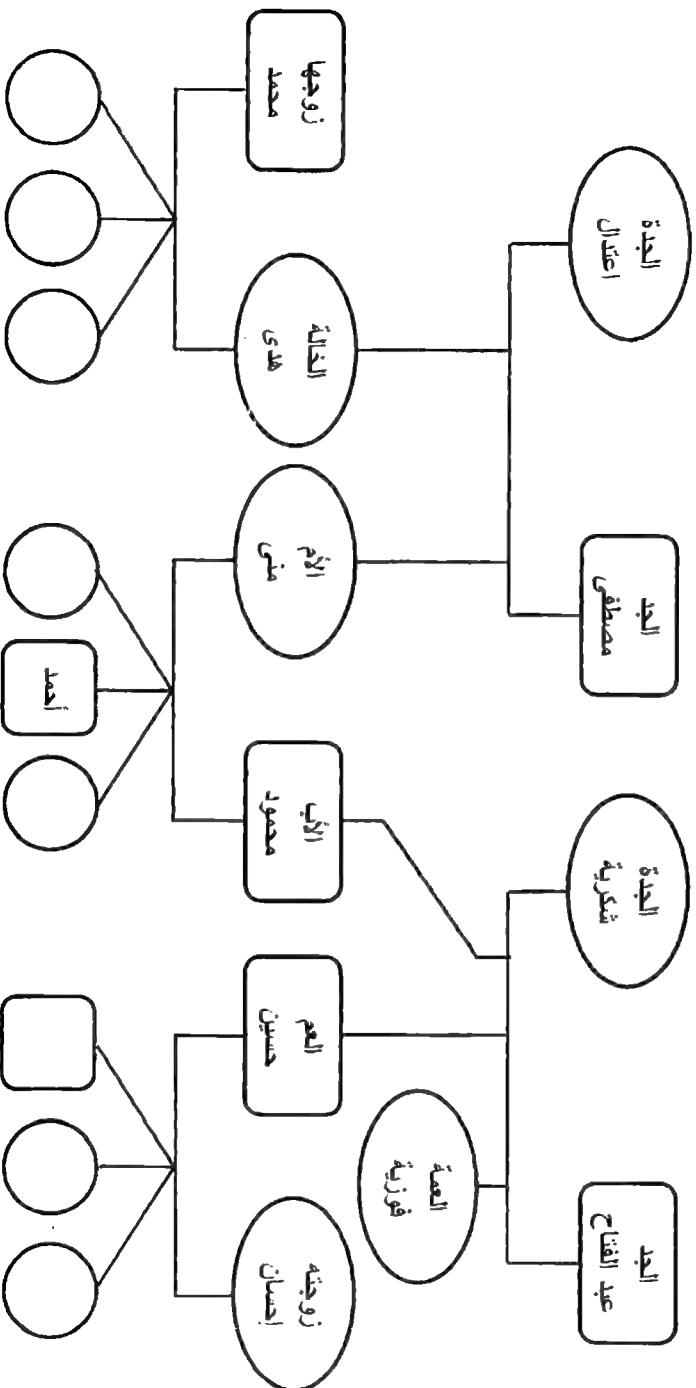 الجدة
اعتدال
الجد
مصطفى
الجدة
شكرية
الجد
عبد الفتاح
زوجها
محمد
الخالة
هدى
الأم
منى
الأب
محمود
العم
حسين
العمة
فوزية
زوجته
إحسان
أحمد